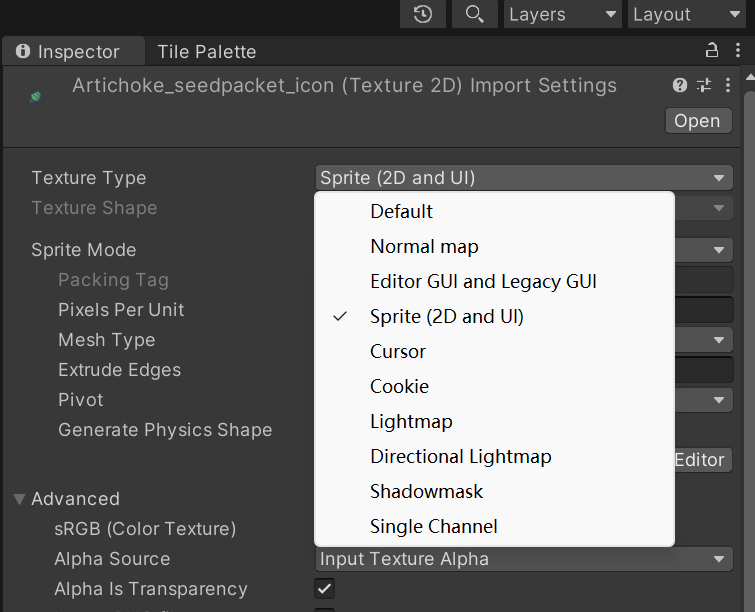 Layers
Layout
Inspector
Tile Palette
Artichoke_seedpacket_icon (Texture 2D) Import Settings
Open
Texture Type
Sprite (2D and UI)
Texture Shape
Default
Normal map
Sprite Mode
Packing Tag
Editor GUI and Legacy GUI
Pixels Per Unit
Sprite (2D and UI)
Mesh Type
Cursor
Extrude Edges
Cookie
Pivot
Lightmap
Generate Physics Shape
Directional Lightmap
Editor
Shadowmask
Advanced
Single Channel
sRGB (Color Texture)
Alpha Source
Input Texture Alpha
Alpha Is Transparency